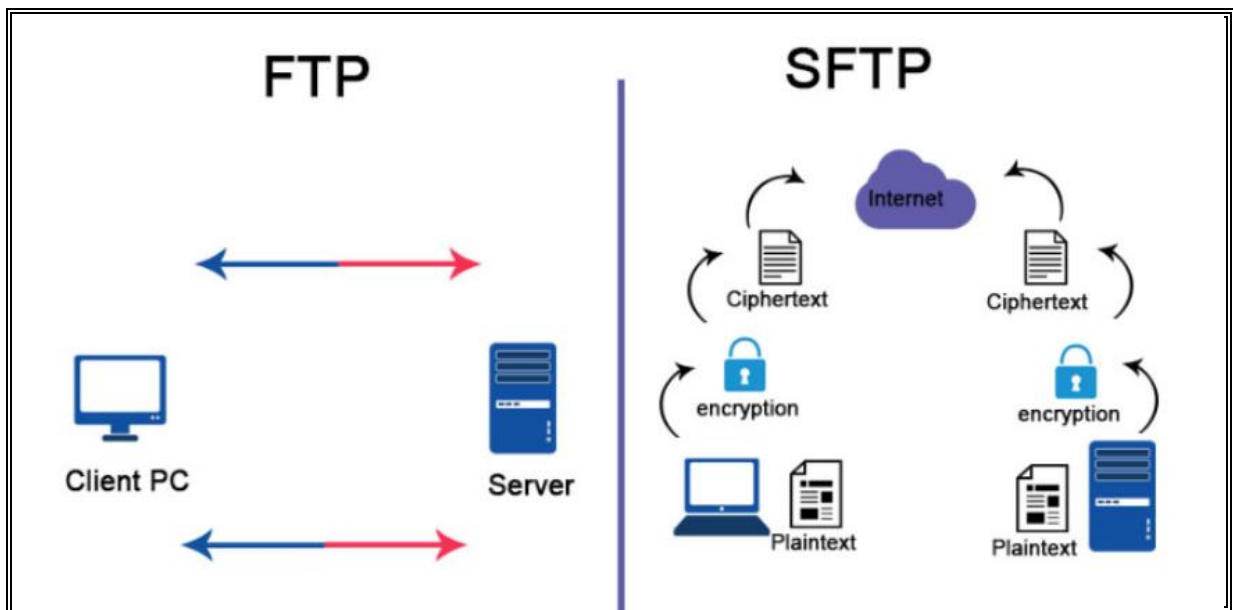 FTP
Client PC
Server
SFTP
Internet
Ciphertext
Ciphertext
encryption
encryption
Plaintext
Plaintext